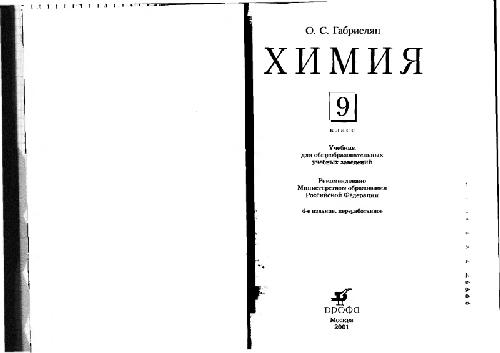 О. С. Габриелян
ХИМИЯ
9
класс
Учебник
для общеобразовательных
учебных заведений
Рекомендовано
Министерством образования
Российской Федерации
4-е издание, переработанное
ДРОФА
Москва
2001